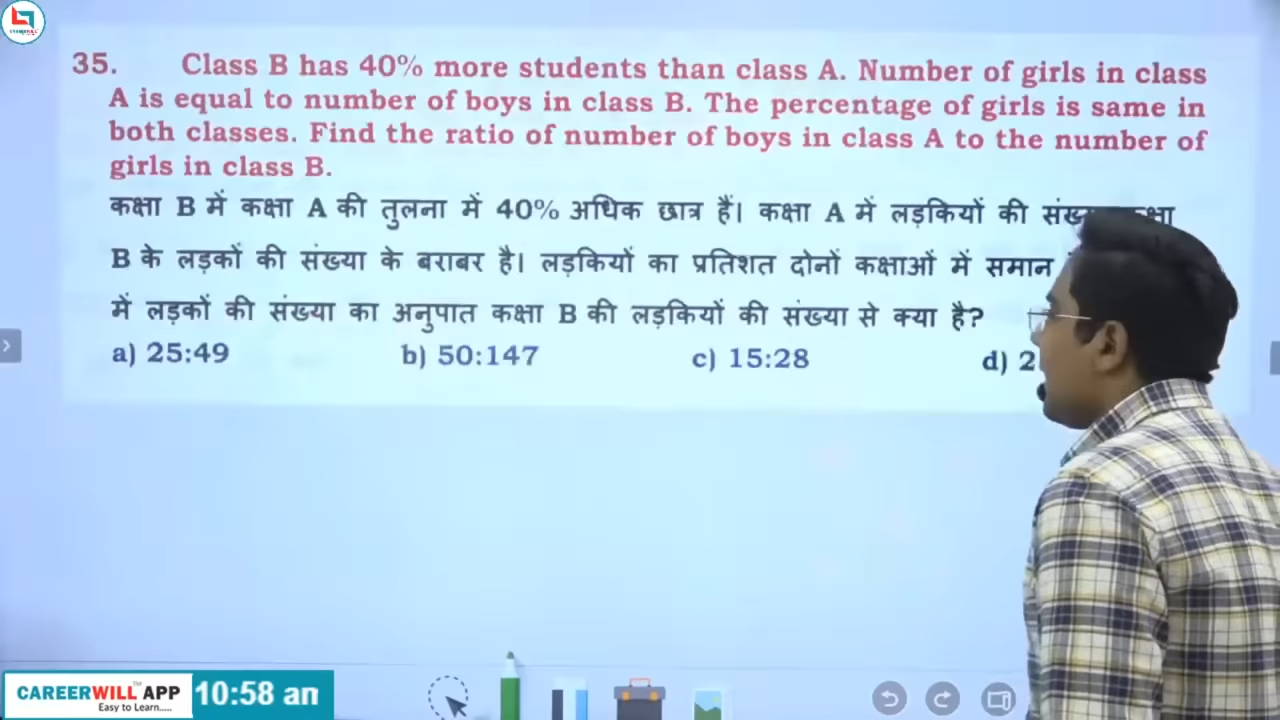 35. Class B has 40% more students than class A. Number of girls in class
A is equal to number of boys in class B. The percentage of girls is same in
both classes. Find the ratio of number of boys in class A to the number of
girls in class B.
कक्षा B में कक्षा A की तुलना में 40% अधिक छात्र हैं। कक्षा A में लड़कियों की
B के लड़कों की संख्या के बराबर है। लड़कियों का प्रतिशत दोनों कक्षाओं में समान
में लड़कों की संख्या का अनुपात कक्षा B की लड़कियों की संख्या से क्या है?
a) 25:49 b) 50:147 c) 15:28 d) 2
CAREERWILL APP
Easy to Learn.....
10:58 an